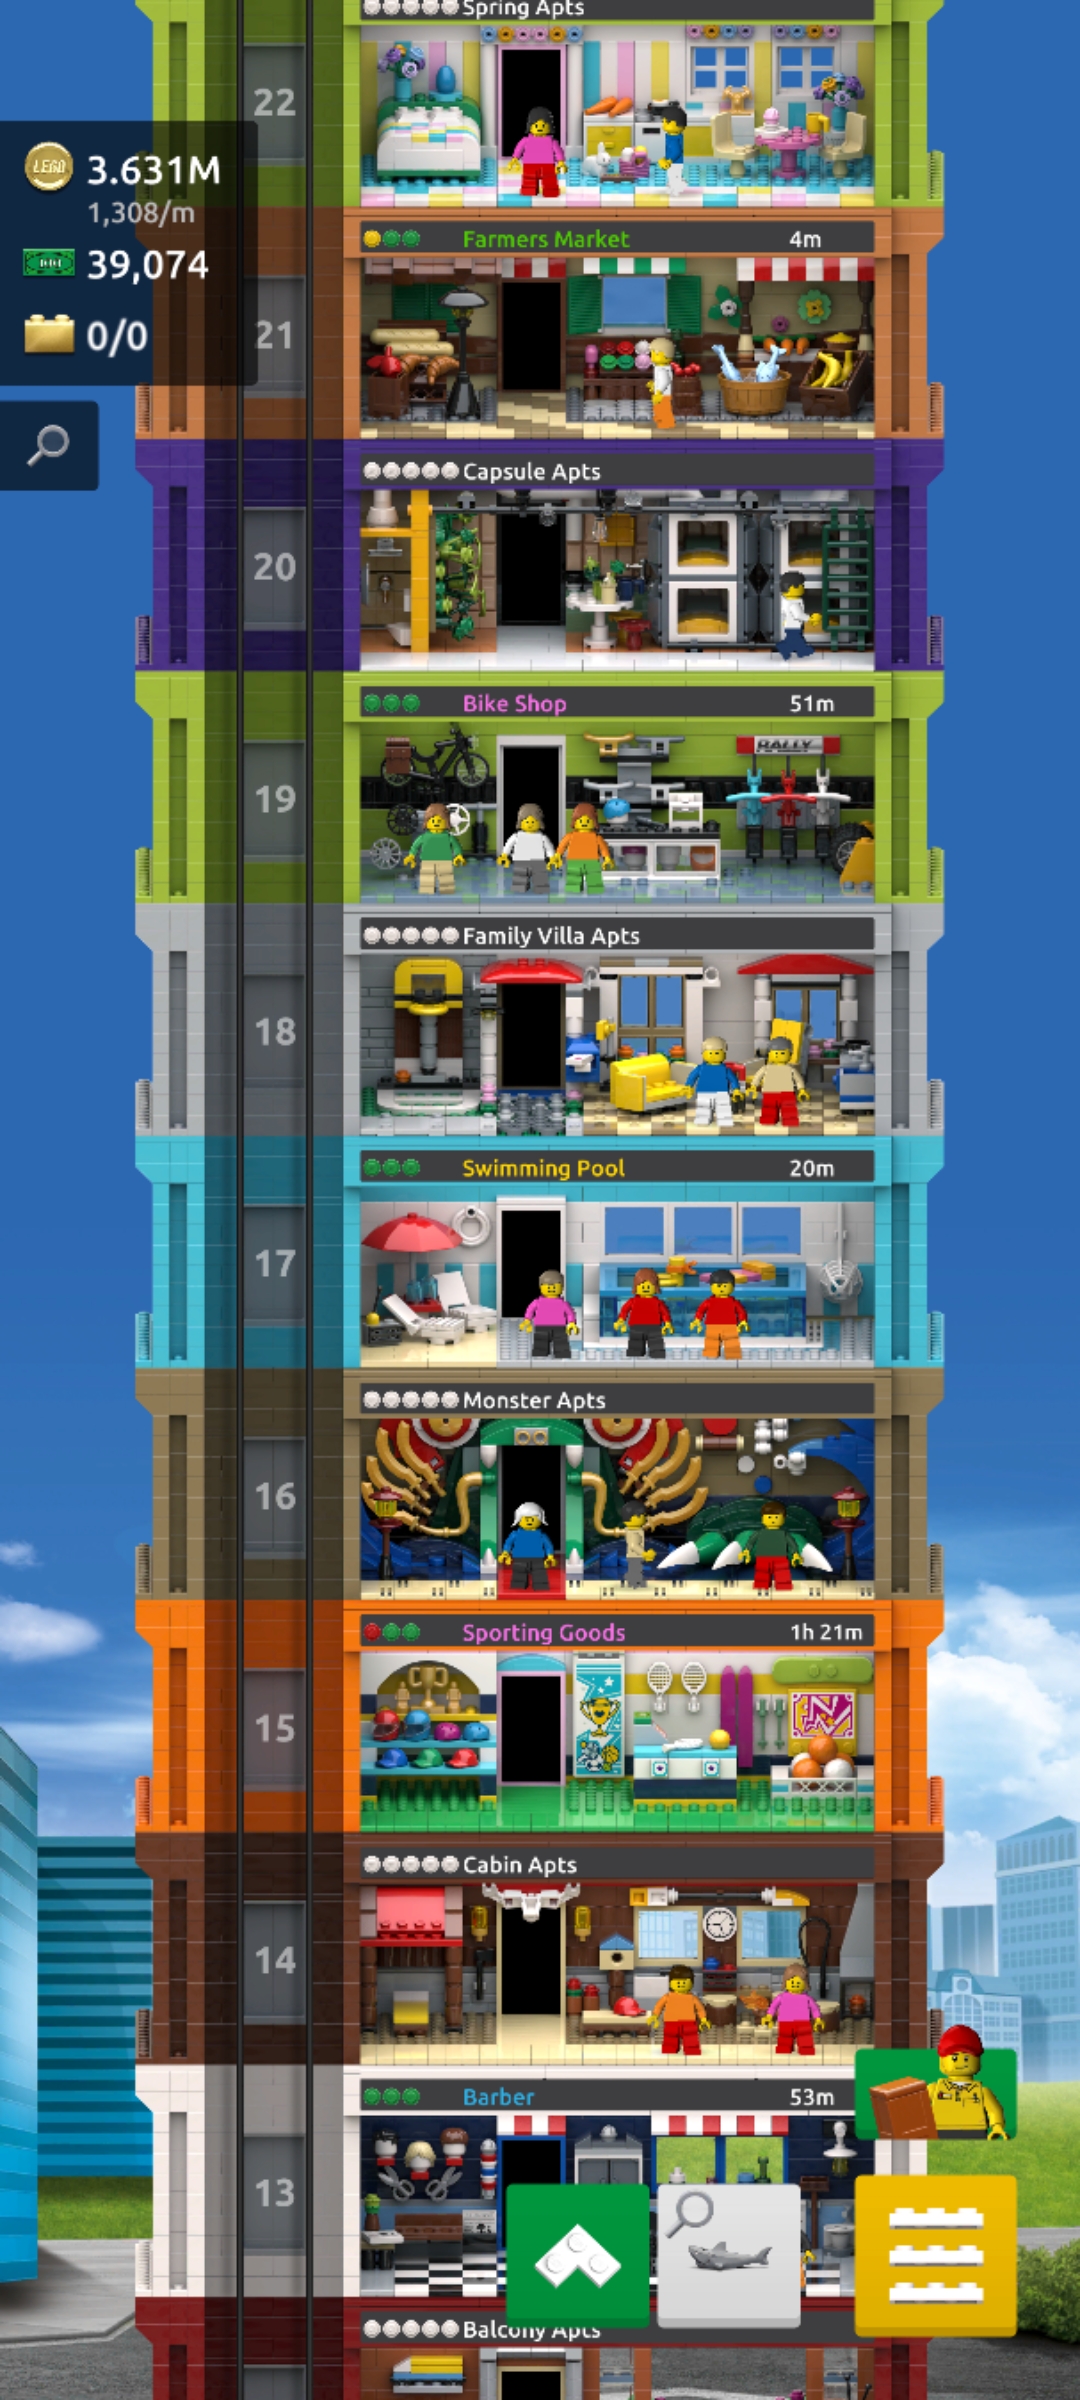 Spring Apts
22
LEGO
3.631M
1,308/m
39,074
0/0
Farmers Market 4m
21
Capsule Apts
20
Bike Shop 51m
RALLY
19
Family Villa Apts
18
Swimming Pool 20m
17
Monster Apts
16
Sporting Goods 1h 21m
15
Cabin Apts
14
Barber 53m
13
Balcony Apts